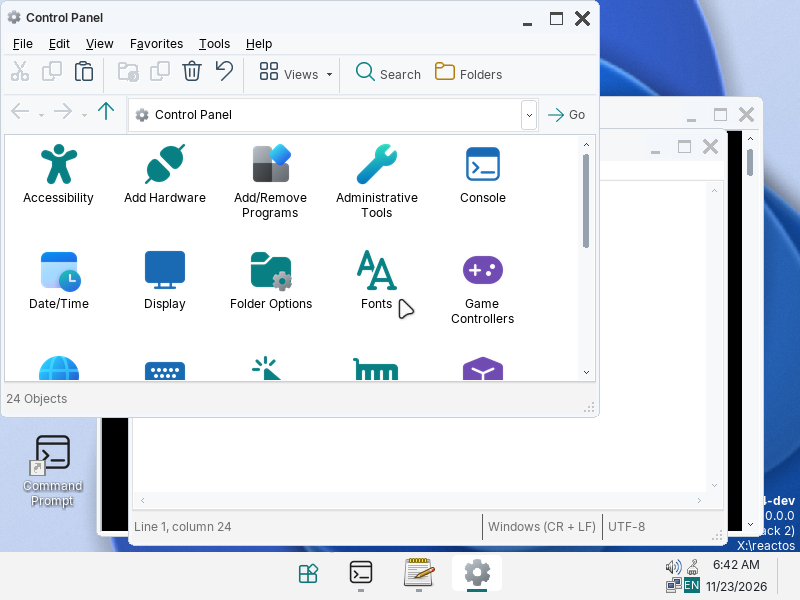 Control Panel
File Edit View Favorites Tools Help
Views Search Folders
Control Panel Go
Accessibility Add Hardware Add/Remove Programs Administrative Tools Console
Date/Time Display Folder Options Fonts Game Controllers
24 Objects
Command
Prompt
Line 1, column 24 Windows (CR + LF) UTF-8
4-dev
0.0.0
ack 2)
X:\reactos
EN
6:42 AM
11/23/2026